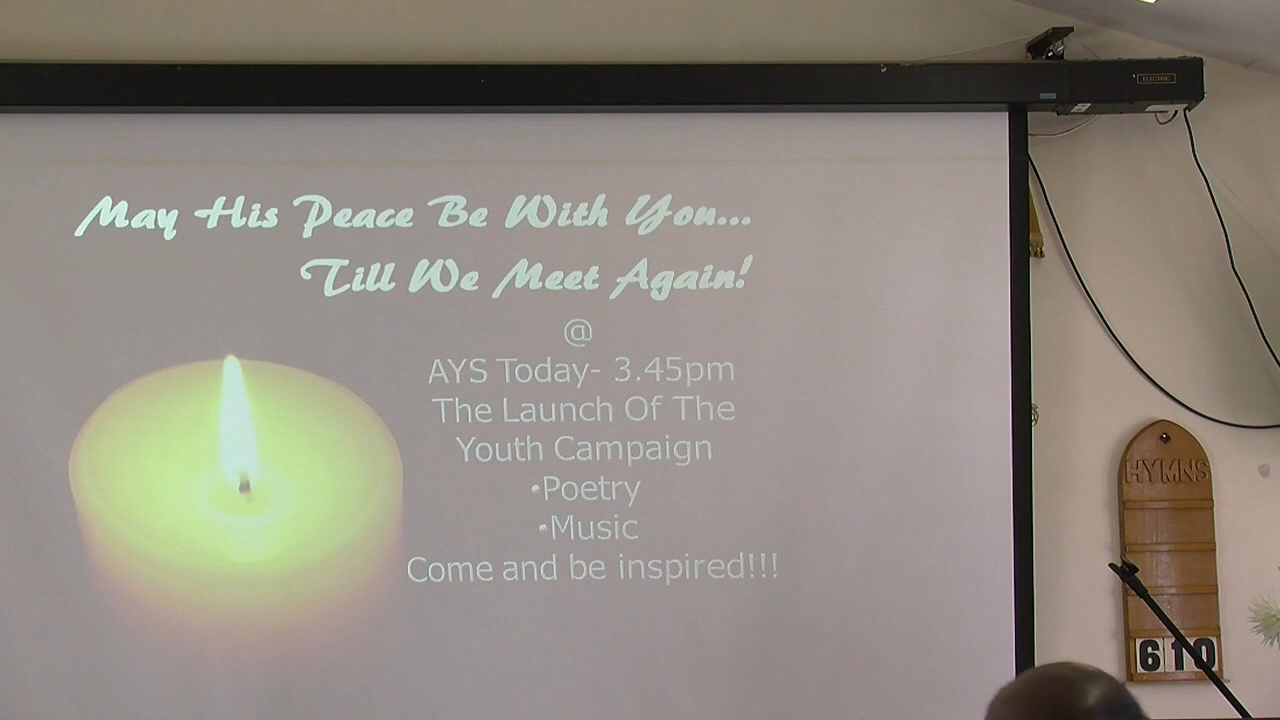 ELECTRIC
May His Peace Be With You...
Till We Meet Again!
@
AYS Today- 3.45pm
The Launch Of The
Youth Campaign
•Poetry
•Music
Come and be inspired!!!
HYMNS
610